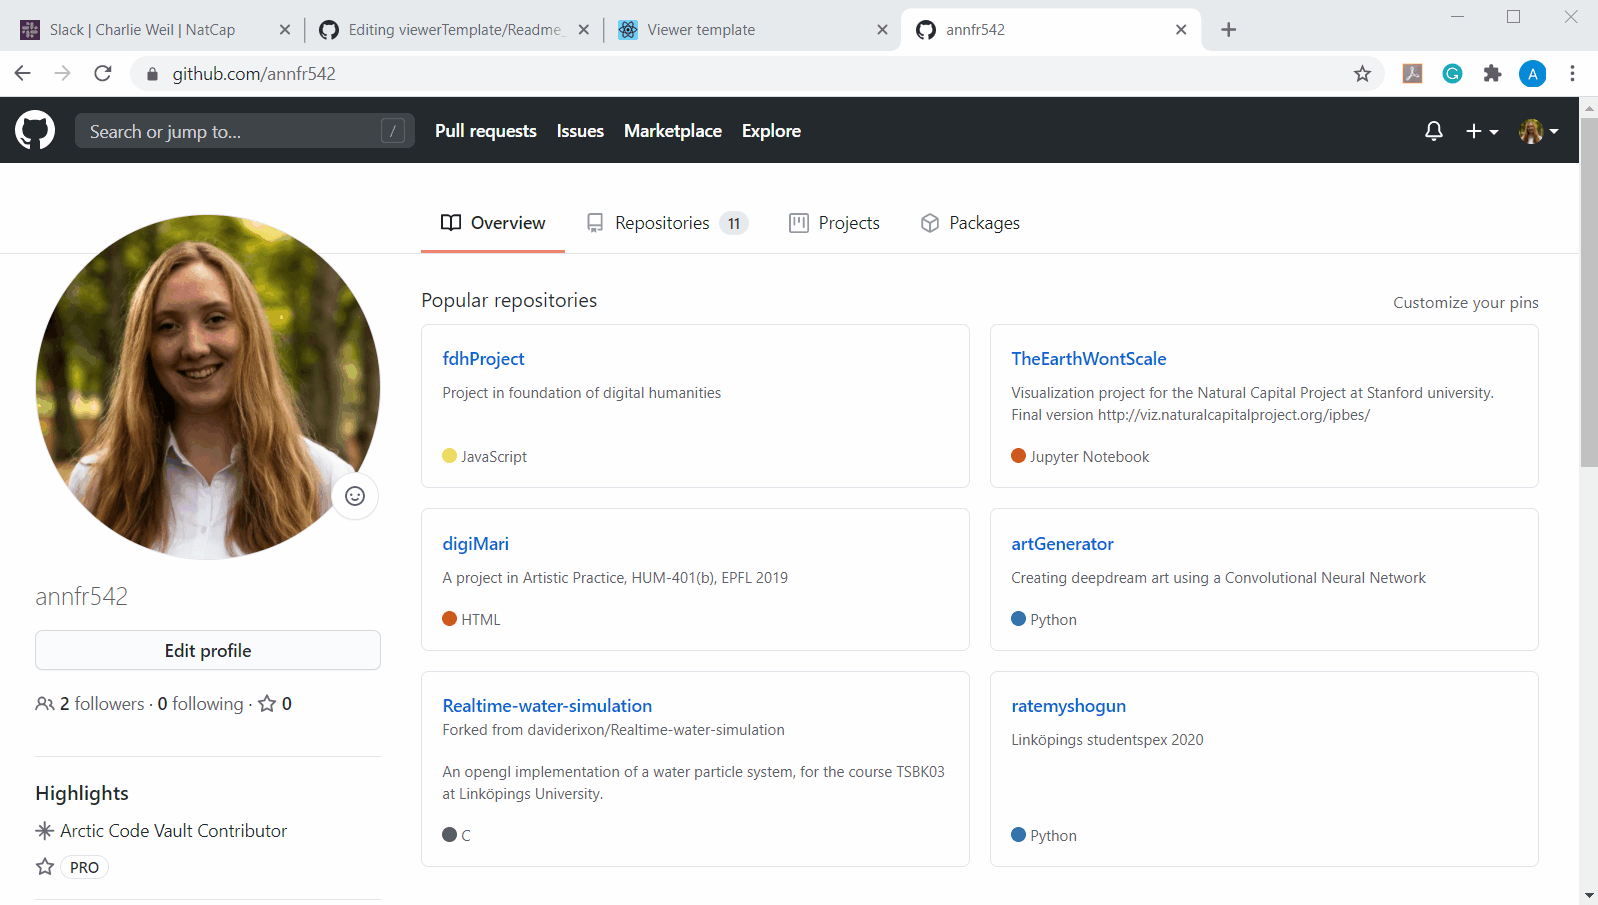 Slack | Charlie Weil | NatCap
Editing viewerTemplate/Readme_
Viewer template
annfr542
github.com/annfr542
A
Search or jump to...
/
Pull requests
Issues
Marketplace
Explore
Overview
Repositories 11
Projects
Packages
Popular repositories
Customize your pins
fdhProject
Project in foundation of digital humanities
JavaScript
TheEarthWontScale
Visualization project for the Natural Capital Project at Stanford university.
Final version http://viz.naturalcapitalproject.org/ipbes/
Jupyter Notebook
digiMari
A project in Artistic Practice, HUM-401(b), EPFL 2019
HTML
artGenerator
Creating deepdream art using a Convolutional Neural Network
Python
Realtime-water-simulation
Forked from daviderixon/Realtime-water-simulation
An opengl implementation of a water particle system, for the course TSBK03
at Linköpings University.
C
ratemyshogun
Linköpings studentspex 2020
Python
annfr542
Edit profile
2 followers · 0 following · 0
Highlights
Arctic Code Vault Contributor
PRO